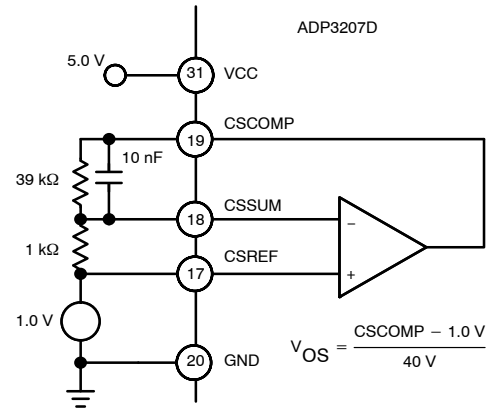 ADP3207D
5.0 V
31
VCC
CSCOMP
19
10 nF
39 kΩ
CSSUM
18
–
1 kΩ
CSREF
17
+
1.0 V
20
GND
VOS = CSCOMP – 1.0 V
40 V